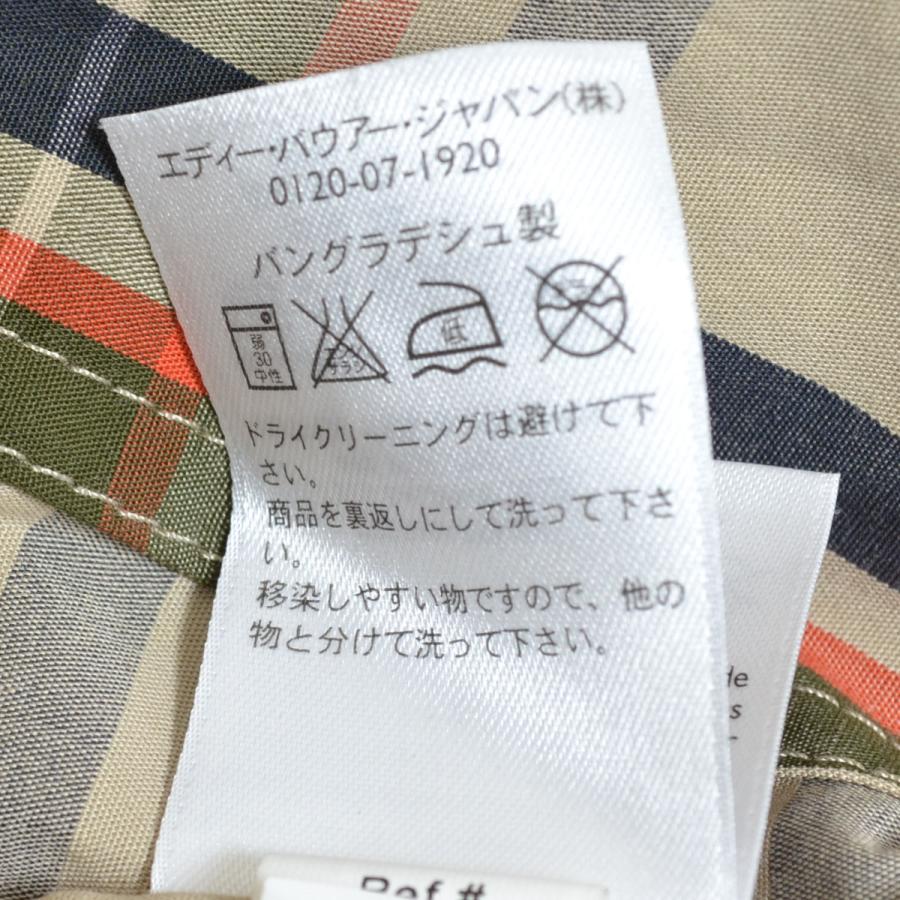 エディー・バウアー・ジャパン(株)
0120-07-1920
バングラデシュ製
弱
30
中性
低
ドライクリーニングは避けて下
さい。
商品を裏返しにして洗って下さ
い。
移染しやすい物ですので、他の
物と分けて洗って下さい。
Ref #